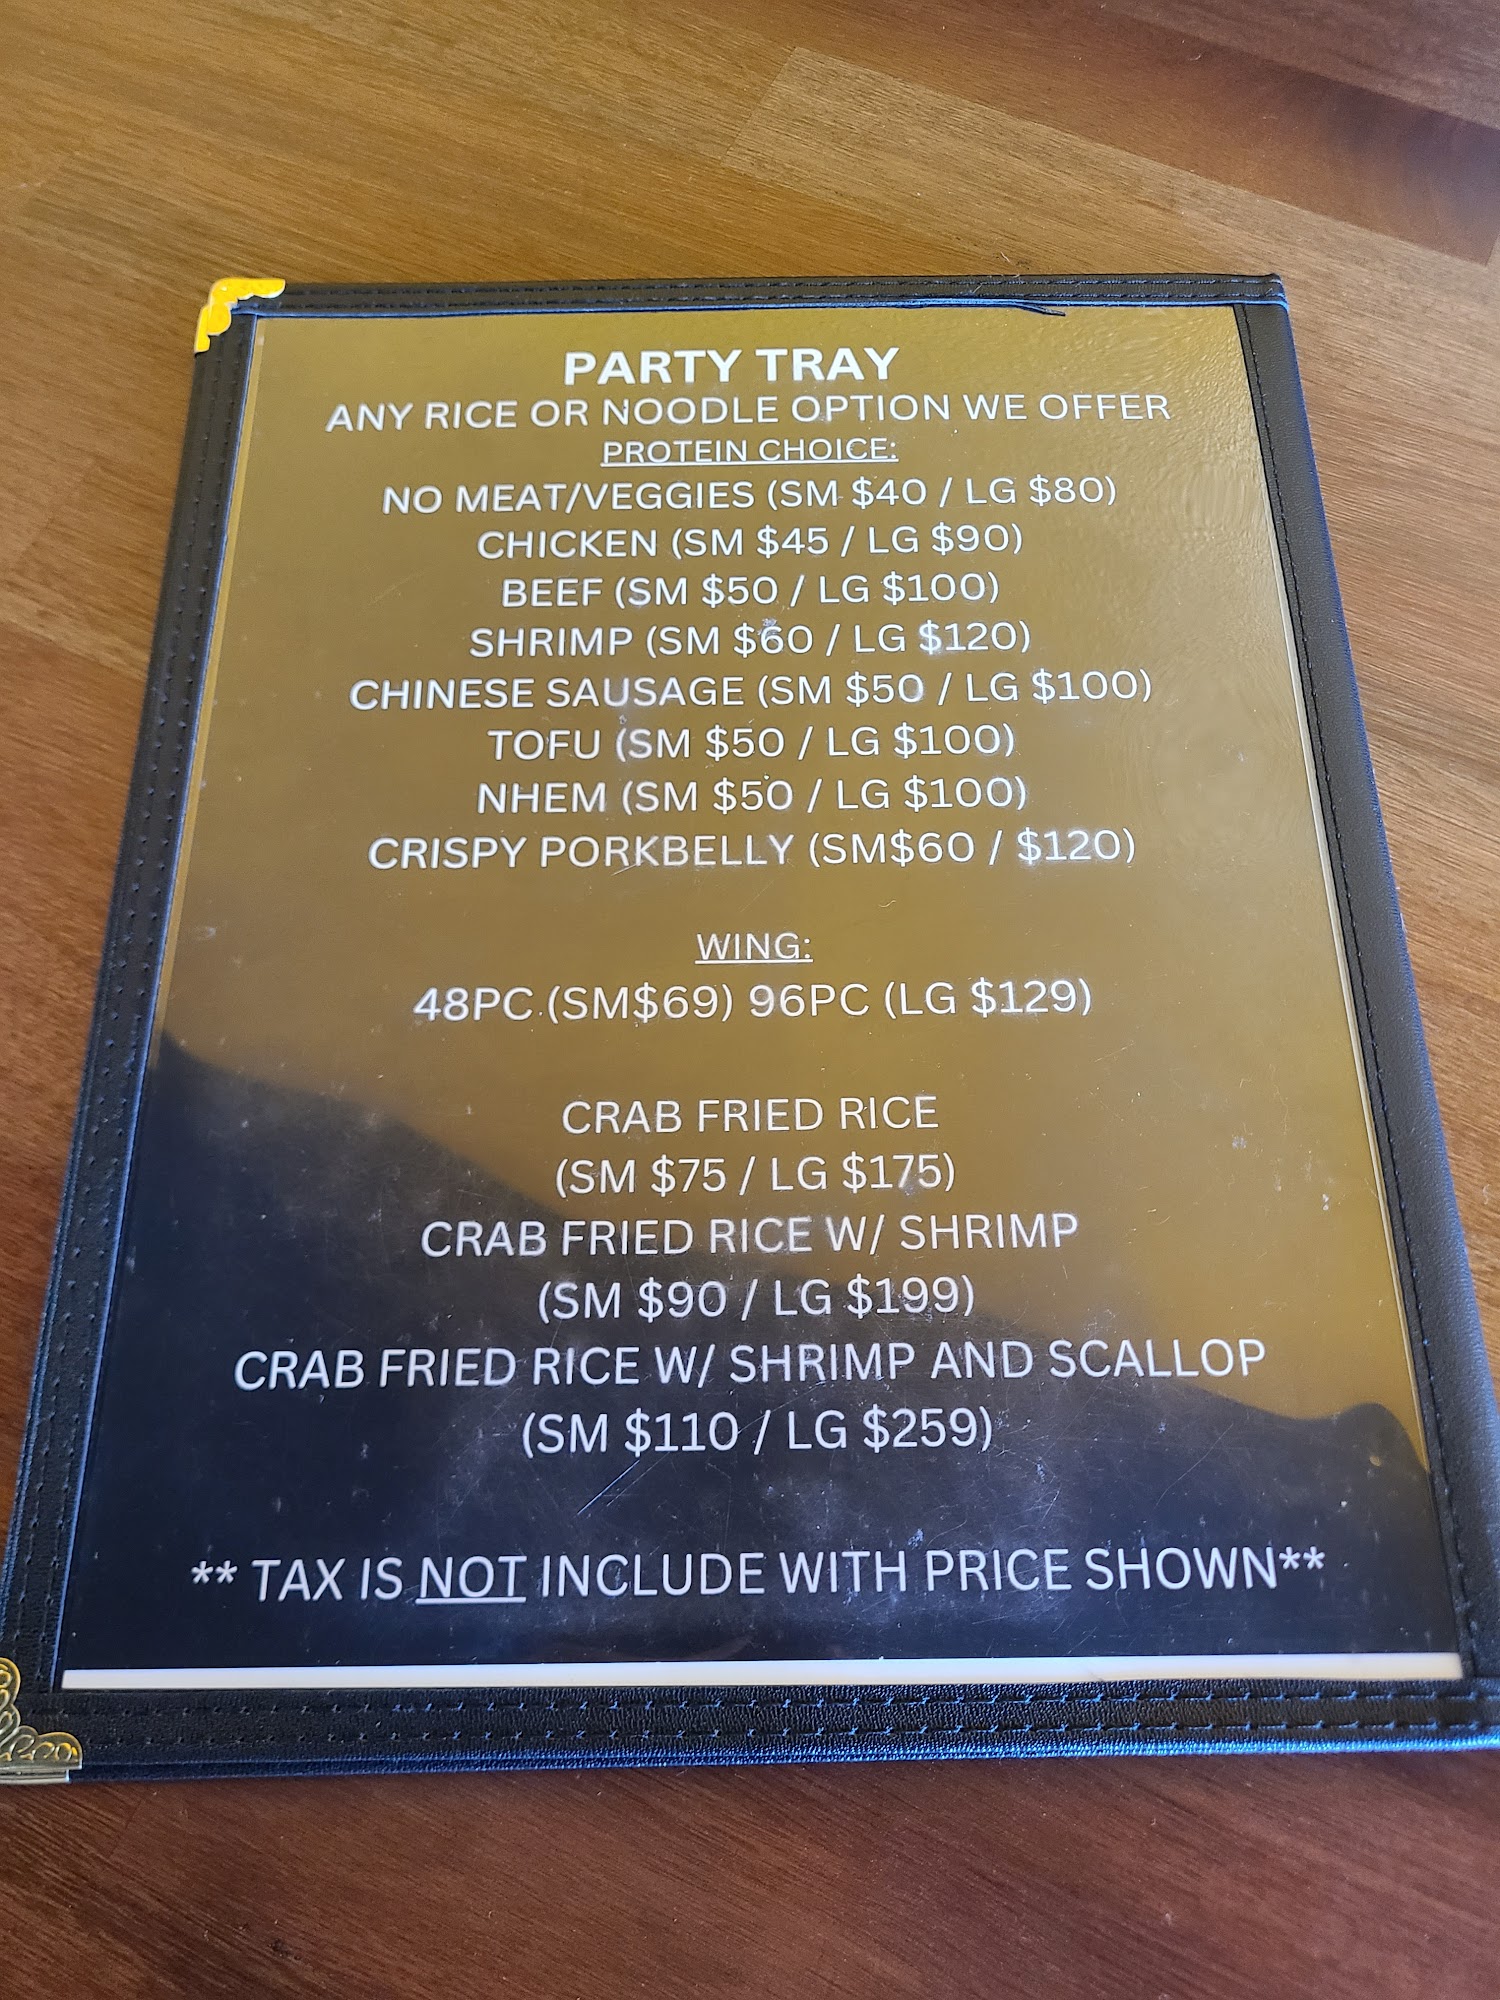 PARTY TRAY
ANY RICE OR NOODLE OPTION WE OFFER
PROTEIN CHOICE:
NO MEAT/VEGGIES (SM $40 / LG $80)
CHICKEN (SM $45 / LG $90)
BEEF (SM $50 / LG $100)
SHRIMP (SM $60 / LG $120)
CHINESE SAUSAGE (SM $50 / LG $100)
TOFU (SM $50 / LG $100)
NHEM (SM $50 / LG $100)
CRISPY PORKBELLY (SM$60 / $120)
WING:
48PC (SM$69) 96PC (LG $129)
CRAB FRIED RICE
(SM $75 / LG $175)
CRAB FRIED RICE W/ SHRIMP
(SM $90 / LG $199)
CRAB FRIED RICE W/ SHRIMP AND SCALLOP
(SM $110 / LG $259)
** TAX IS NOT INCLUDE WITH PRICE SHOWN**